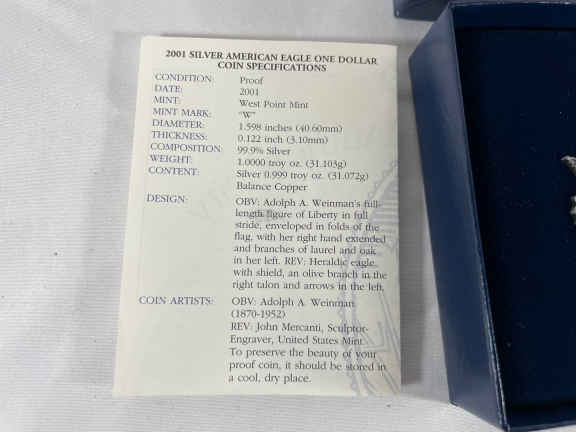 2001 SILVER AMERICAN EAGLE ONE DOLLAR
COIN SPECIFICATIONS
CONDITION: Proof
DATE: 2001
MINT: West Point Mint
MINT MARK: "W"
DIAMETER: 1.598 inches (40.60mm)
THICKNESS: 0.122 inch (3.10mm)
COMPOSITION: 99.9% Silver
WEIGHT: 1.0000 troy oz. (31.103g)
CONTENT: Silver 0.999 troy oz. (31.072g)
Balance Copper
DESIGN: OBV: Adolph A. Weinman's full-
length figure of Liberty in full
stride, enveloped in folds of the
flag, with her right hand extended
and branches of laurel and oak
in her left. REV: Heraldic eagle
with shield, an olive branch in the
right talon and arrows in the left.
COIN ARTISTS: OBV: Adolph A. Weinman
(1870-1952)
REV: John Mercanti, Sculptor-
Engraver, United States Mint
To preserve the beauty of your
proof coin, it should be stored in
a cool, dry place.